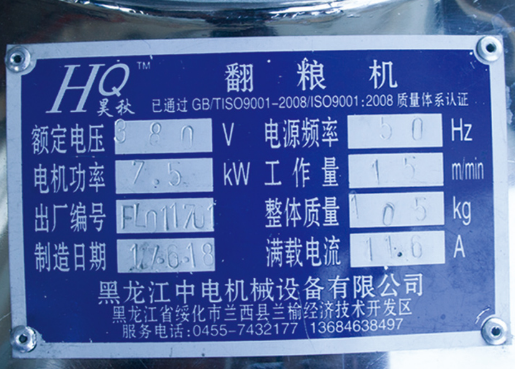 HQ™ 翻粮机
昊秋 已通过GB/TISO9001-2008/ISO9001:2008 质量体系认证
额定电压 380 V 电源频率 50 Hz
电机功率 7.5 kW 工作量 15 m/min
出厂编号 整体质量 105 kg
制造日期 17.6.18 满载电流 11.6 A
黑龙江中电机械设备有限公司
黑龙江省绥化市兰西县兰榆经济技术开发区
服务电话:0455-7432177 13684638497